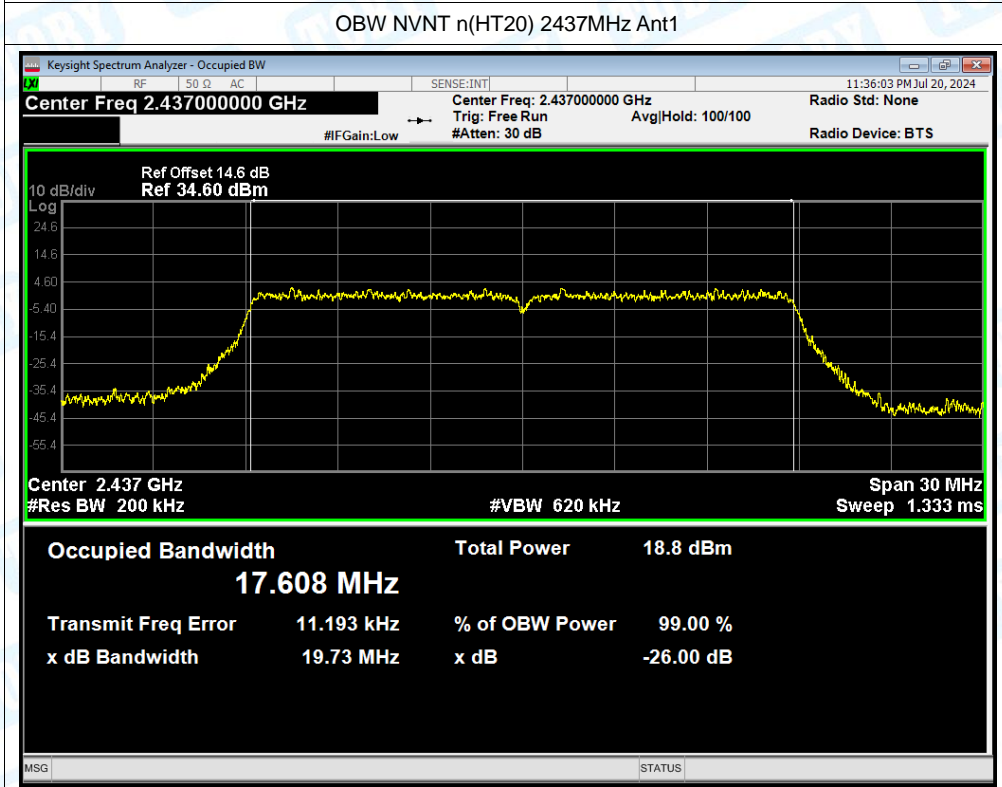 OBW NVNT n(HT20) 2437MHz Ant1
Keysight Spectrum Analyzer - Occupied BW
LXI RF 50 Ω AC SENSE:INT 11:36:03 PM Jul 20, 2024
Center Freq 2.437000000 GHz Center Freq: 2.437000000 GHz Radio Std: None
Trig: Free Run Avg|Hold: 100/100
#IFGain:Low #Atten: 30 dB Radio Device: BTS
Ref Offset 14.6 dB
10 dB/div Ref 34.60 dBm
Log
24.6
14.6
4.60
-5.40
-15.4
-25.4
-35.4
-45.4
-55.4
Center 2.437 GHz Span 30 MHz
#Res BW 200 kHz #VBW 620 kHz Sweep 1.333 ms
Occupied Bandwidth Total Power 18.8 dBm
17.608 MHz
Transmit Freq Error 11.193 kHz % of OBW Power 99.00 %
x dB Bandwidth 19.73 MHz x dB -26.00 dB
MSG STATUS